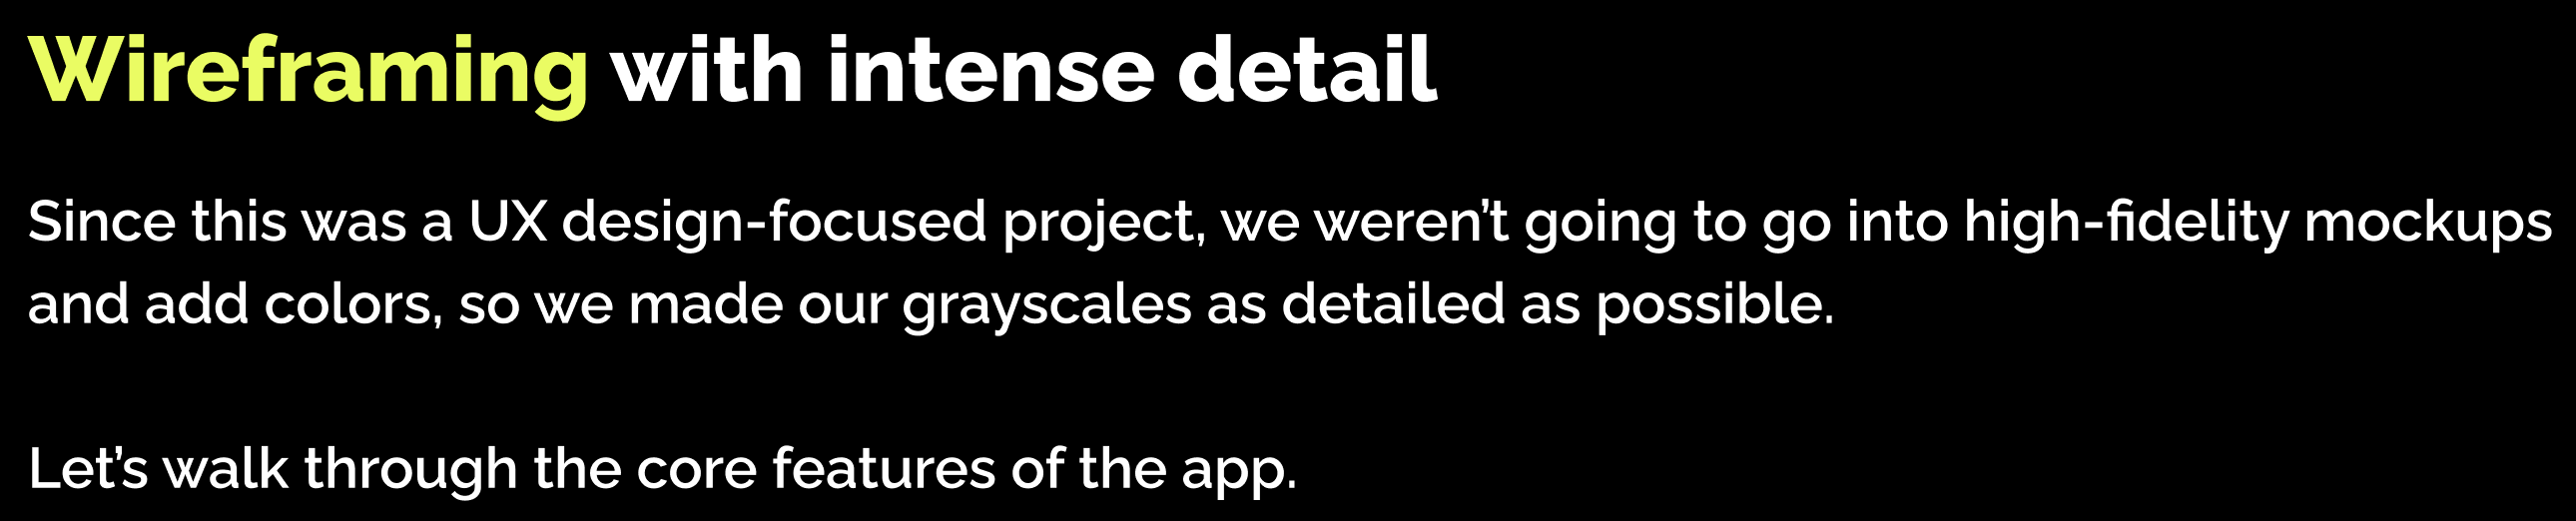 Wireframing with intense detail
Since this was a UX design-focused project, we weren’t going to go into high-fidelity mockups
and add colors, so we made our grayscales as detailed as possible.
Let’s walk through the core features of the app.